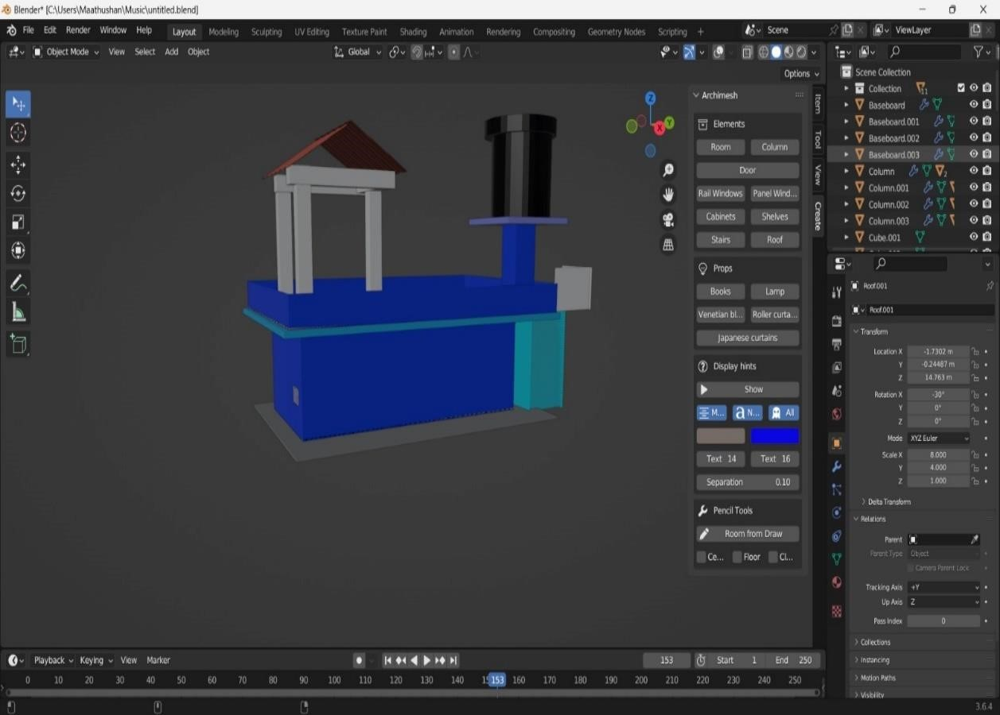 Blender* [C:\Users\Maathushan\Music\untitled.blend]
File Edit Render Window Help Layout Modeling Sculpting UV Editing Texture Paint Shading Animation Rendering Compositing Geometry Nodes Scripting + Scene ViewLayer
Object Mode View Select Add Object Global
Options
Scene Collection
Collection 11
Baseboard
Baseboard.001
Baseboard.002
Baseboard.003
Column 2
Column.001
Column.002
Column.003
Cube.001
Z
Y
X
Archimesh
Elements
Room Column
Door
Rail Windows Panel Wind...
Cabinets Shelves
Stairs Roof
Props
Books Lamp
Venetian bl... Roller curta...
Japanese curtains
Display hints
Show
M... a N... All
Text 14 Text 16
Separation 0.10
Pencil Tools
Room from Draw
Ce... Floor Cl...
Item
Tool
View
Create
Roof.001
Roof.001
Transform
Location X -1.7302 m
Y -0.24487 m
Z 14.763 m
Rotation X -30°
Y 0°
Z 0°
Mode XYZ Euler
Scale X 8.000
Y 4.000
Z 1.000
Delta Transform
Relations
Parent
Parent Type Object
Camera Parent Lock
Tracking Axis +Y
Up Axis Z
Pass Index 0
Collections
Instancing
Motion Paths
Visibility
Playback Keying View Marker 153 Start 1 End 250
0 10 20 30 40 50 60 70 80 90 100 110 120 130 140 153 160 170 180 190 200 210 220 230 240 250
3.6.4